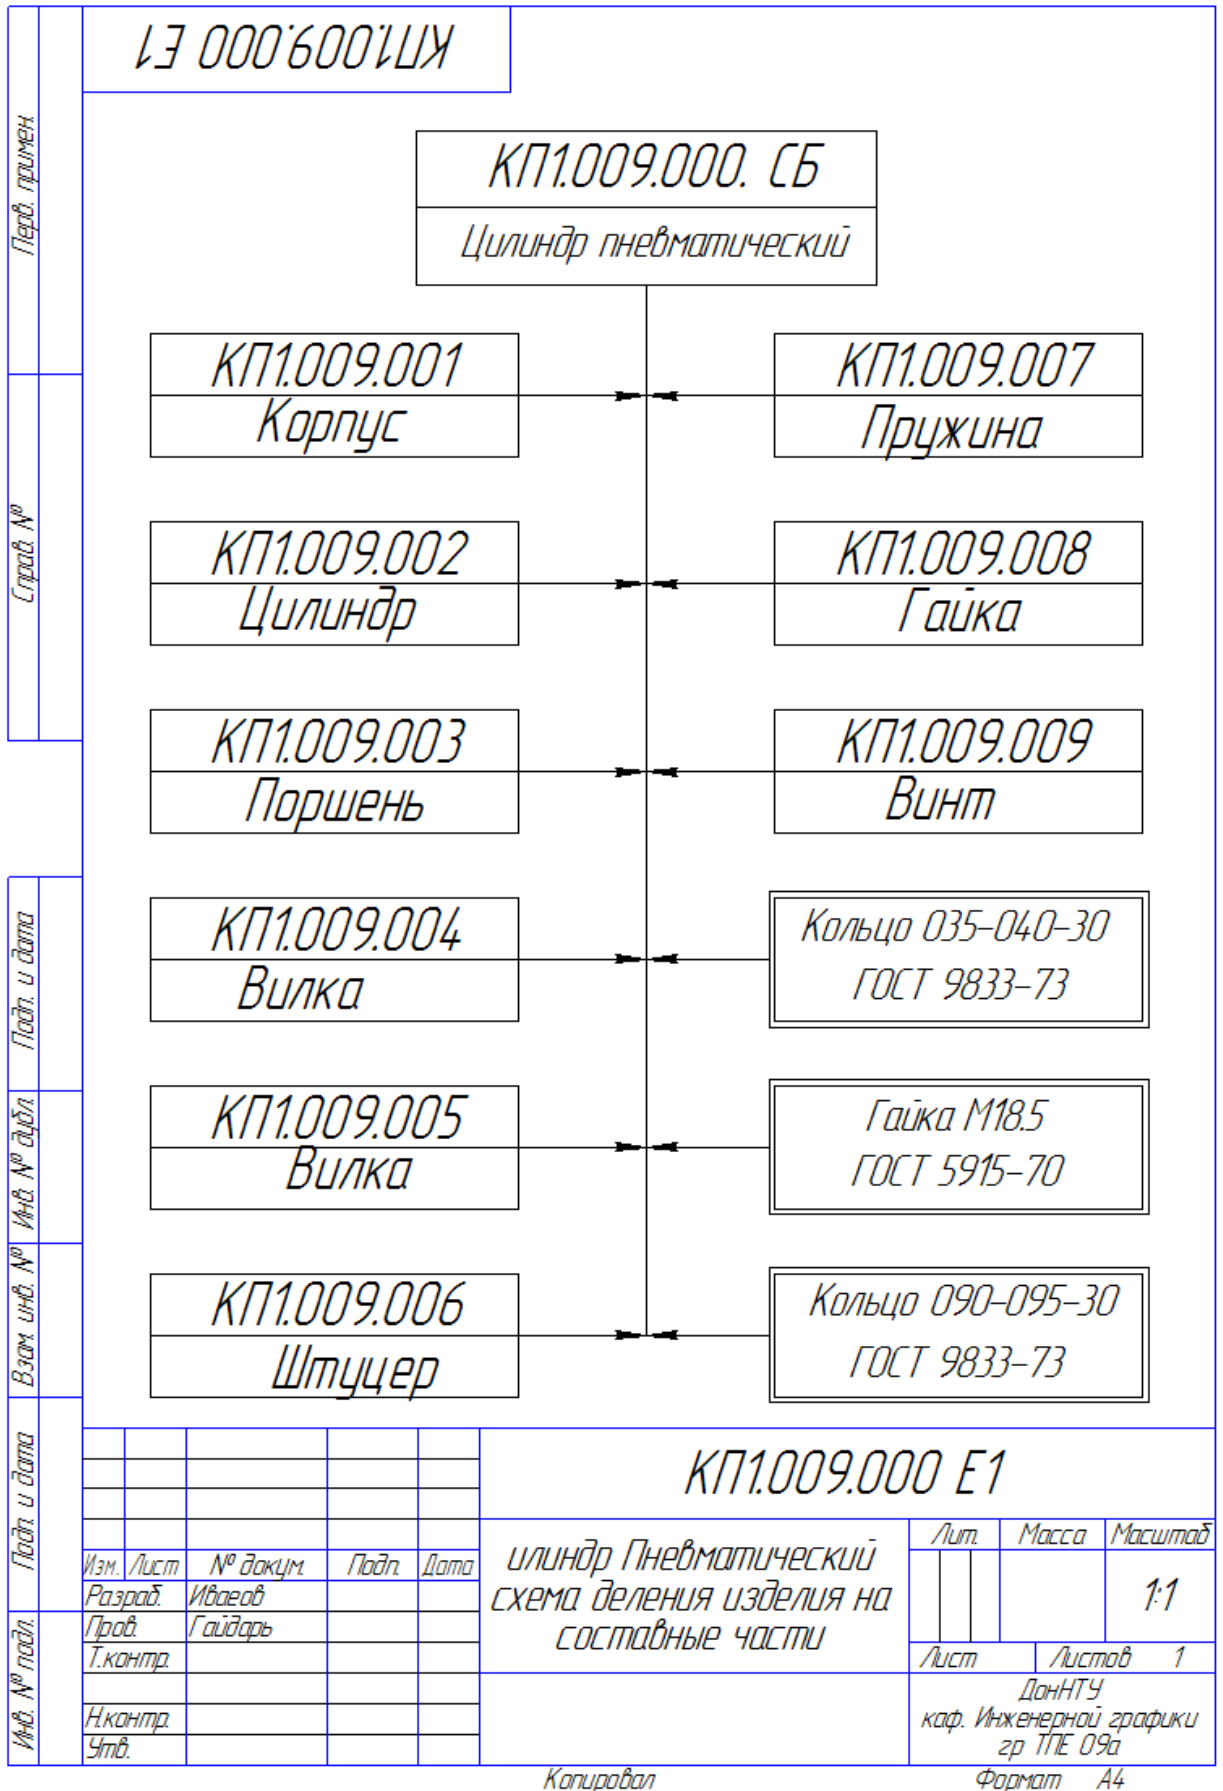 КП1.009.000 Е1
КП1.009.000. СБ
Цилиндр пневматический
КП1.009.001
Корпус
КП1.009.007
Пружина
КП1.009.002
Цилиндр
КП1.009.008
Гайка
КП1.009.003
Поршень
КП1.009.009
Винт
КП1.009.004
Вилка
Кольцо 035-040-30
ГОСТ 9833-73
КП1.009.005
Вилка
Гайка М18.5
ГОСТ 5915-70
КП1.009.006
Штуцер
Кольцо 090-095-30
ГОСТ 9833-73
Перв. примен.
Справ. №
Подп. и дата
Инв. № дубл.
Взам. инв. №
Подп. и дата
Инв. № подл.
КП1.009.000 Е1
Изм. Лист № докум. Подп. Дата
Разраб. Иваеов
Пров. Гайдарь
Т.контр.
Н.контр.
Утв.
илиндр Пневматический
схема деления изделия на
составные части
Лит. Масса Масштаб
1:1
Лист Листов 1
ДонНТУ
каф. Инженерной графики
гр ТПЕ 09а
Копировал Формат А4